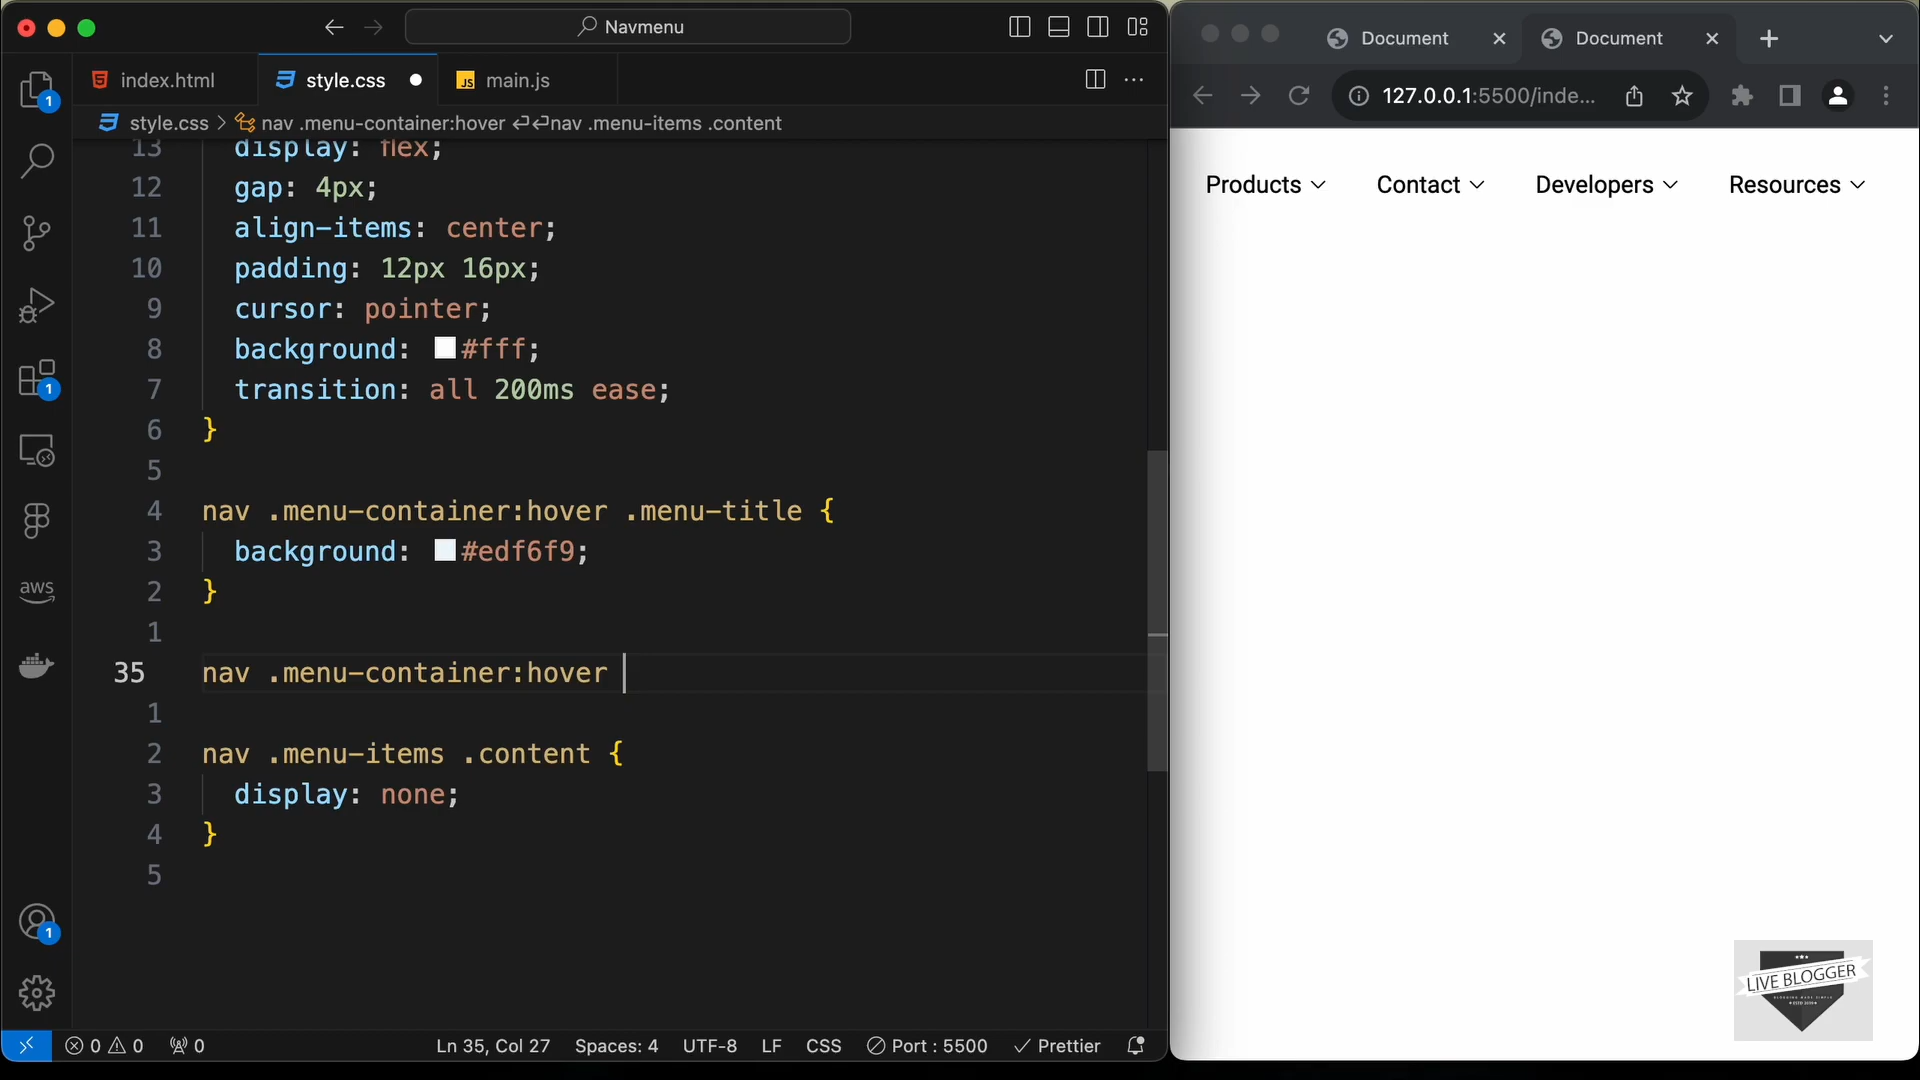 Navmenu
index.html
style.css
main.js
style.css > nav .menu-container:hover ↵↵nav .menu-items .content
13 display: flex;
12 gap: 4px;
11 align-items: center;
10 padding: 12px 16px;
9 cursor: pointer;
8 background: #fff;
7 transition: all 200ms ease;
6 }
5
4 nav .menu-container:hover .menu-title {
3 background: #edf6f9;
2 }
1
35 nav .menu-container:hover
1
2 nav .menu-items .content {
3 display: none;
4 }
5
1
1
aws
1
0 0 0
Ln 35, Col 27
Spaces: 4
UTF-8
LF
CSS
Port : 5500
Prettier
Document
Document
127.0.0.1:5500/inde...
Products
Contact
Developers
Resources
LIVE BLOGGER